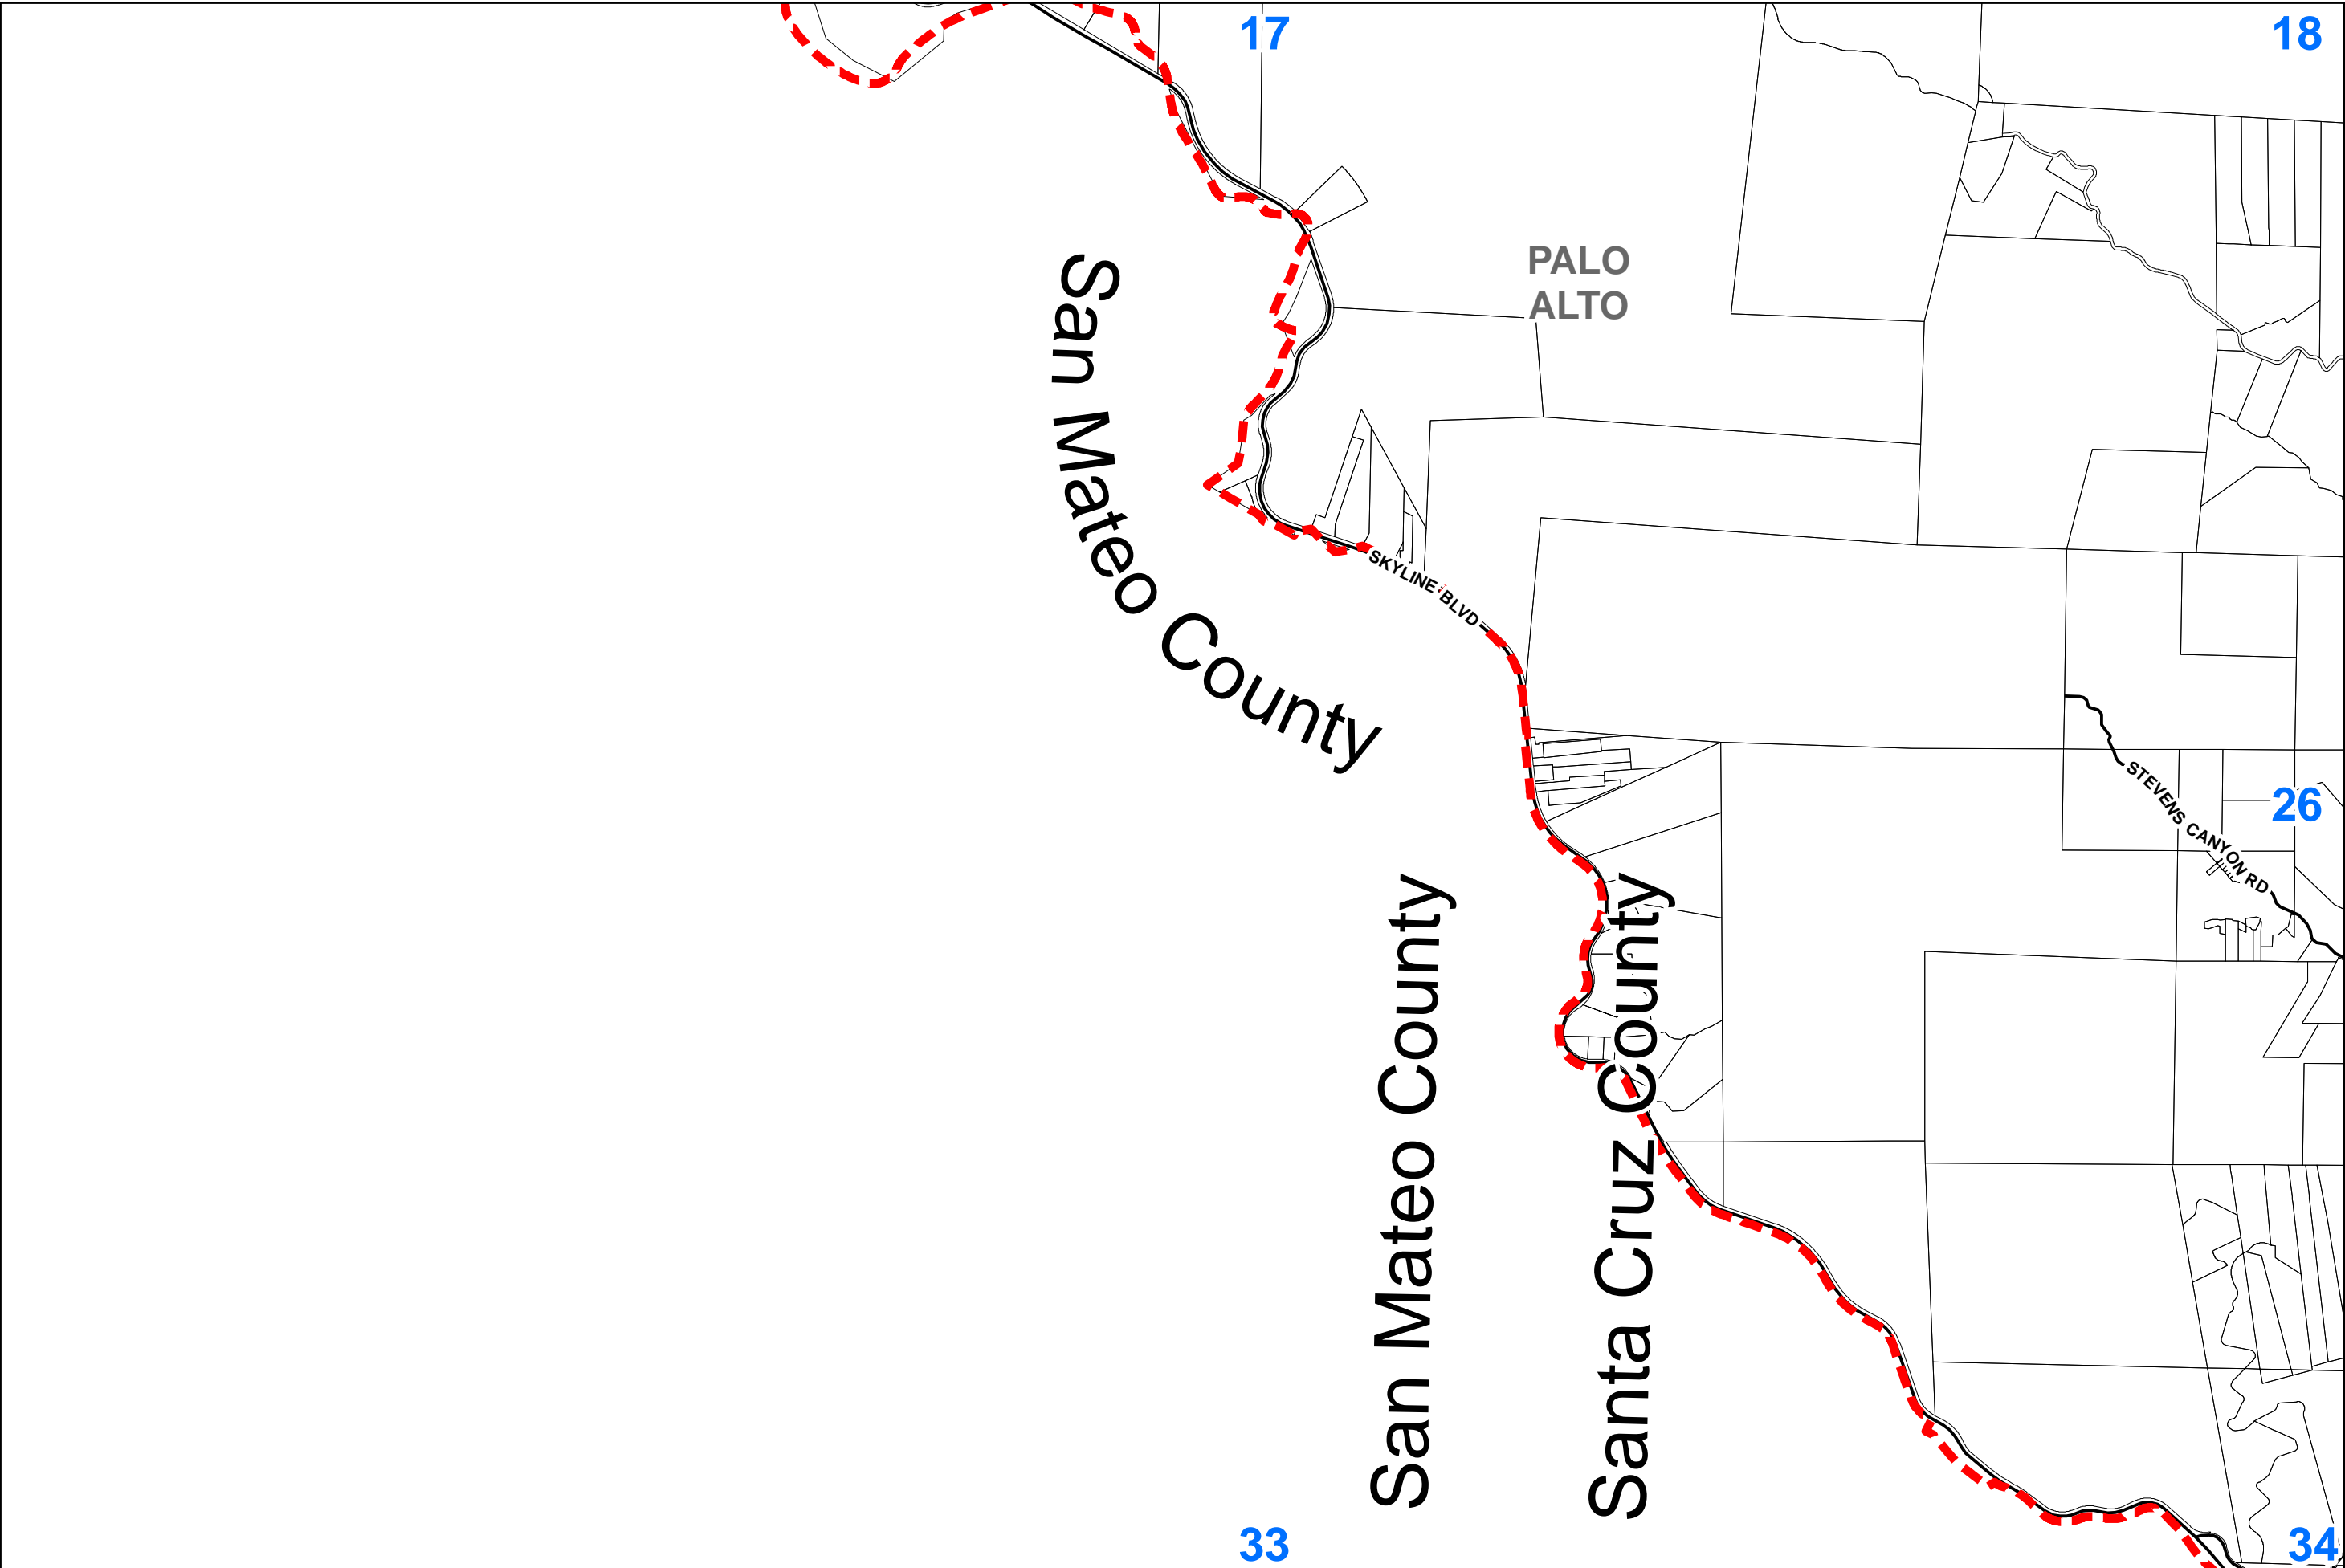 17
18
PALO
ALTO
San Mateo County
SKYLINE BLVD
STEVENS CANYON RD
26
San Mateo County
Santa Cruz County
33
34